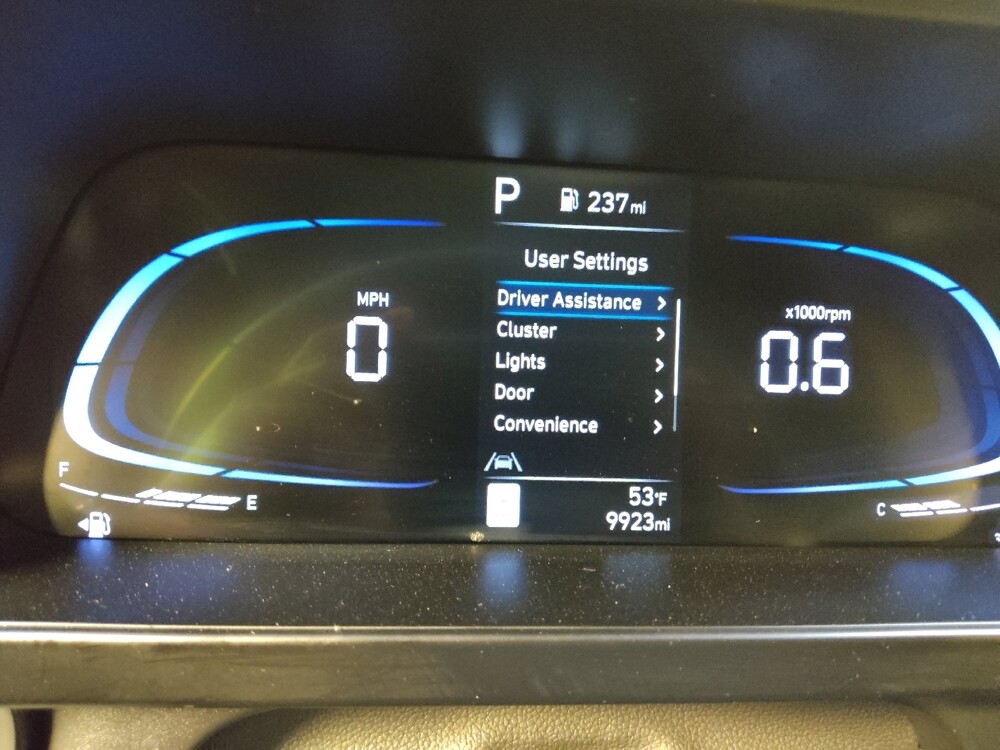 P 237mi
User Settings
Driver Assistance >
Cluster >
Lights >
Door >
Convenience >
MPH
0
x1000rpm
0.6
F
E
C
53°F
9923mi